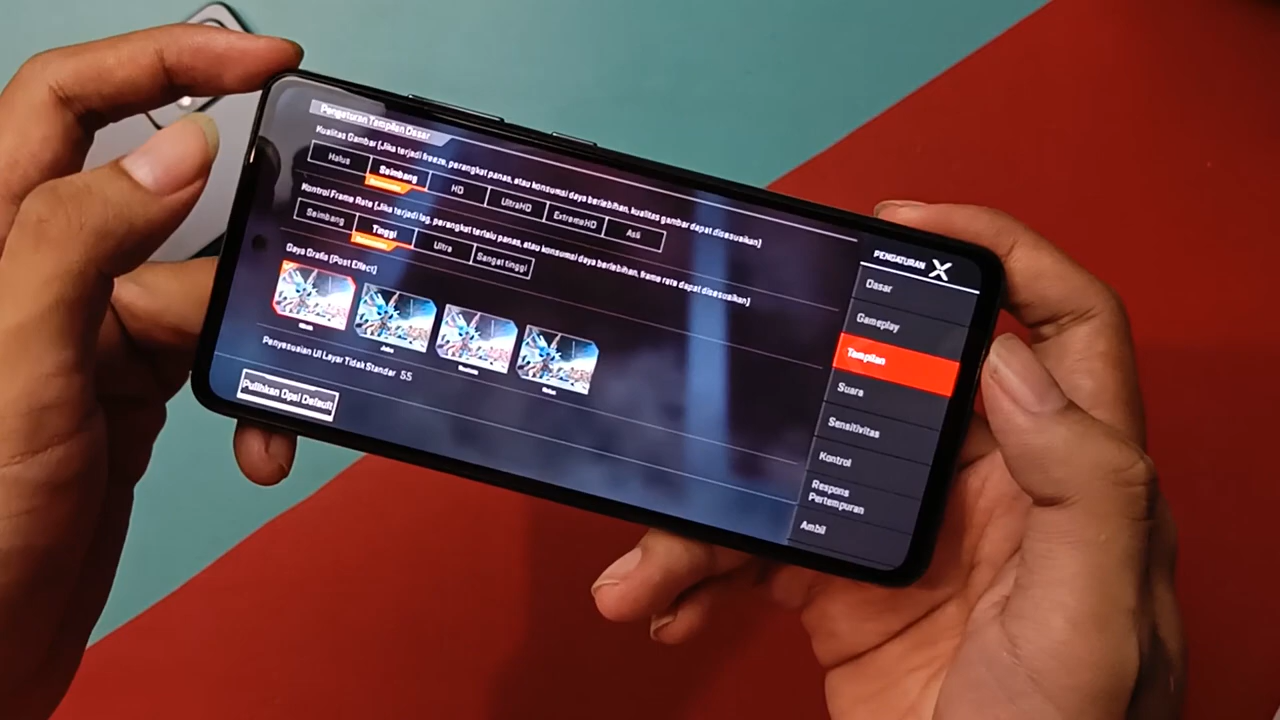 Pengaturan Tampilan Dasar
Kualitas Gambar (Jika terjadi freeze, perangkat panas, atau konsumsi daya berlebihan, kualitas gambar dapat disesuaikan)
Halus
Seimbang
HD
UltraHD
ExtremeHD
Asli
Kontrol Frame Rate (Jika terjadi lag, perangkat terlalu panas, atau konsumsi daya berlebihan, frame rate dapat disesuaikan)
Seimbang
Tinggi
Ultra
Sangat tinggi
Gaya Grafis (Post Effect)
Penyesuaian UI Layar Tidak Standar 55
Pulihkan Opsi Default
PENGATURAN X
Dasar
Gameplay
Tampilan
Suara
Sensitivitas
Kontrol
Respons
Pertempuran
Ambil